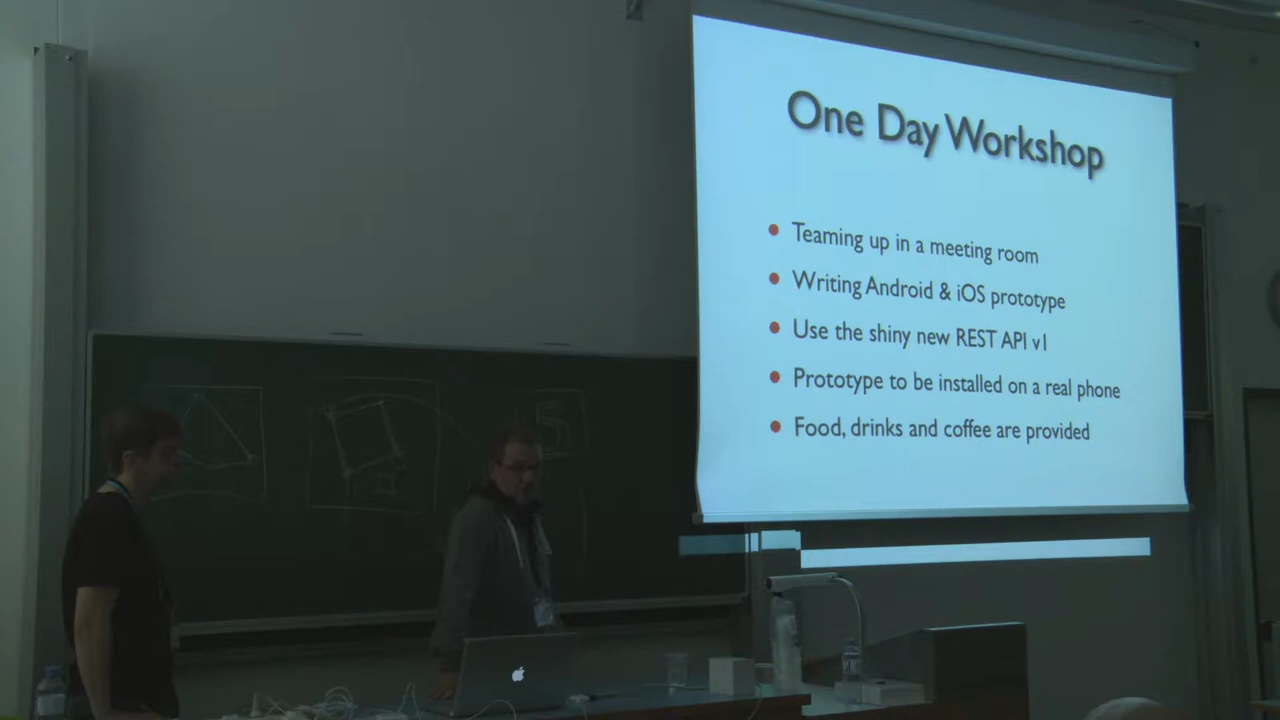 One Day Workshop
Teaming up in a meeting room
Writing Android & iOS prototype
Use the shiny new REST API v1
Prototype to be installed on a real phone
Food, drinks and coffee are provided